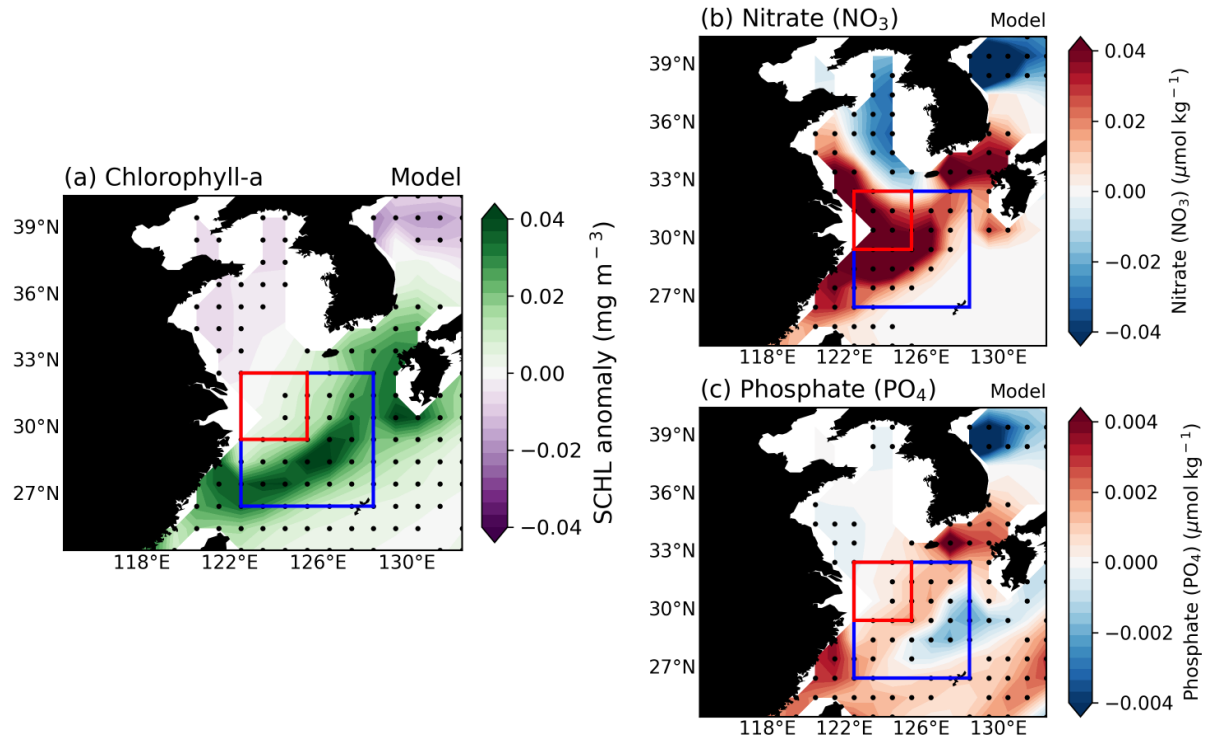 (a) Chlorophyll-a Model
39°N
36°N
33°N
30°N
27°N
118°E 122°E 126°E 130°E
0.04
0.02
0.00
−0.02
−0.04
SCHL anomaly (mg m⁻³)
(b) Nitrate (NO₃) Model
39°N
36°N
33°N
30°N
27°N
118°E 122°E 126°E 130°E
0.04
0.02
0.00
−0.02
−0.04
Nitrate (NO₃) (μmol kg⁻¹)
(c) Phosphate (PO₄) Model
39°N
36°N
33°N
30°N
27°N
118°E 122°E 126°E 130°E
0.004
0.002
0.000
−0.002
−0.004
Phosphate (PO₄) (μmol kg⁻¹)